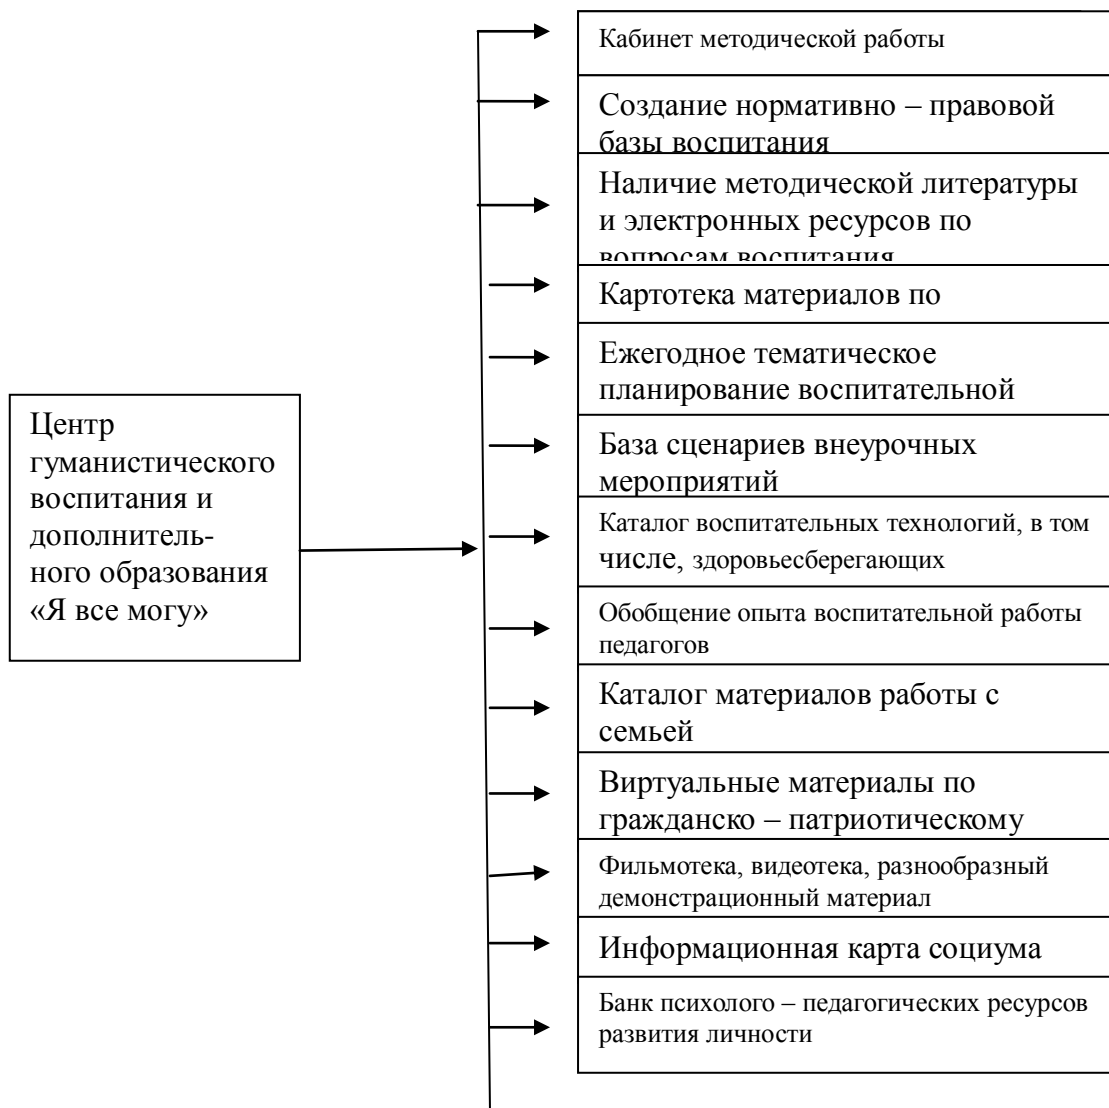 Центр
гуманистического
воспитания и
дополнитель-
ного образования
«Я все могу»
Кабинет методической работы
Создание нормативно – правовой
базы воспитания
Наличие методической литературы
и электронных ресурсов по
вопросам воспитания
Картотека материалов по
Ежегодное тематическое
планирование воспитательной
База сценариев внеурочных
мероприятий
Каталог воспитательных технологий, в том
числе, здоровьесберегающих
Обобщение опыта воспитательной работы
педагогов
Каталог материалов работы с
семьей
Виртуальные материалы по
гражданско – патриотическому
Фильмотека, видеотека, разнообразный
демонстрационный материал
Информационная карта социума
Банк психолого – педагогических ресурсов
развития личности